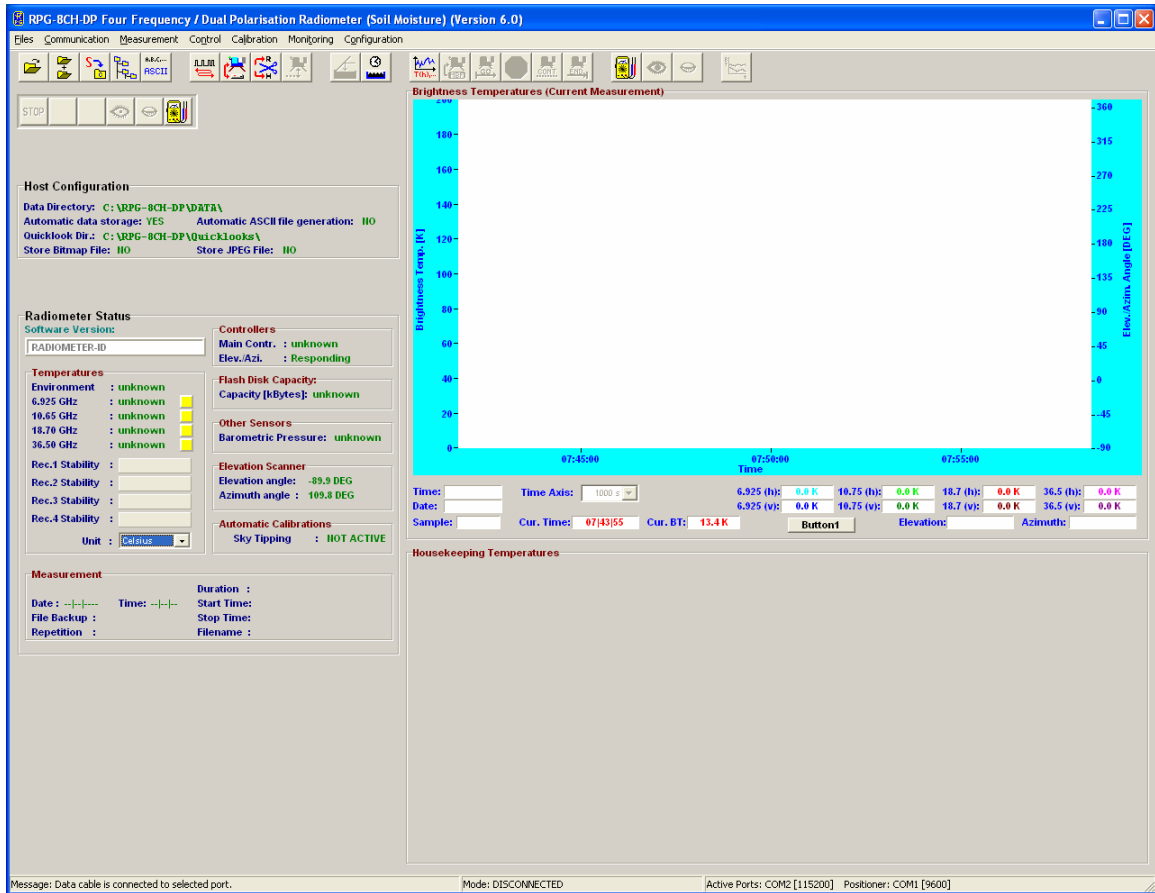 RPG-8CH-DP Four Frequency / Dual Polarisation Radiometer (Soil Moisture) (Version 6.0)
Files Communication Measurement Control Calibration Monitoring Configuration
A,B,C,...
ASCII
T(h),...
GO
CONT
END
STOP
Host Configuration
Data Directory: C:\RPG-8CH-DP\DATA\
Automatic data storage: YES Automatic ASCII file generation: NO
Quicklook Dir.: C:\RPG-8CH-DP\Quicklooks\
Store Bitmap File: NO Store JPEG File: NO
Radiometer Status
Software Version:
RADIOMETER-ID
Temperatures
Environment : unknown
6.925 GHz : unknown
10.65 GHz : unknown
18.70 GHz : unknown
36.50 GHz : unknown
Rec.1 Stability :
Rec.2 Stability :
Rec.3 Stability :
Rec.4 Stability :
Unit : Celsius
Controllers
Main Contr. : unknown
Elev./Azi. : Responding
Flash Disk Capacity:
Capacity [kBytes]: unknown
Other Sensors
Barometric Pressure: unknown
Elevation Scanner
Elevation angle: -89.9 DEG
Azimuth angle : 109.8 DEG
Automatic Calibrations
Sky Tipping : NOT ACTIVE
Measurement
Duration :
Date : --|--|---- Time: --|--|-- Start Time:
File Backup : Stop Time:
Repetition : Filename :
Brightness Temperatures (Current Measurement)
Brightness Temp. [K]
200
180
160
140
120
100
80
60
40
20
0
360
315
270
225
180
135
90
45
0
-45
-90
Elev./Azim. Angle [DEG]
07:45:00 07:50:00 07:55:00
Time
Time: Time Axis: 1000 s 6.925 (h): 0.0 K 10.75 (h): 0.0 K 18.7 (h): 0.0 K 36.5 (h): 0.0 K
Date: 6.925 (v): 0.0 K 10.75 (v): 0.0 K 18.7 (v): 0.0 K 36.5 (v): 0.0 K
Sample: Cur. Time: 07|43|55 Cur. BT: 13.4 K Button1 Elevation: Azimuth:
Housekeeping Temperatures
Message: Data cable is connected to selected port. Mode: DISCONNECTED Active Ports: COM2 [115200] Positioner: COM1 [9600]